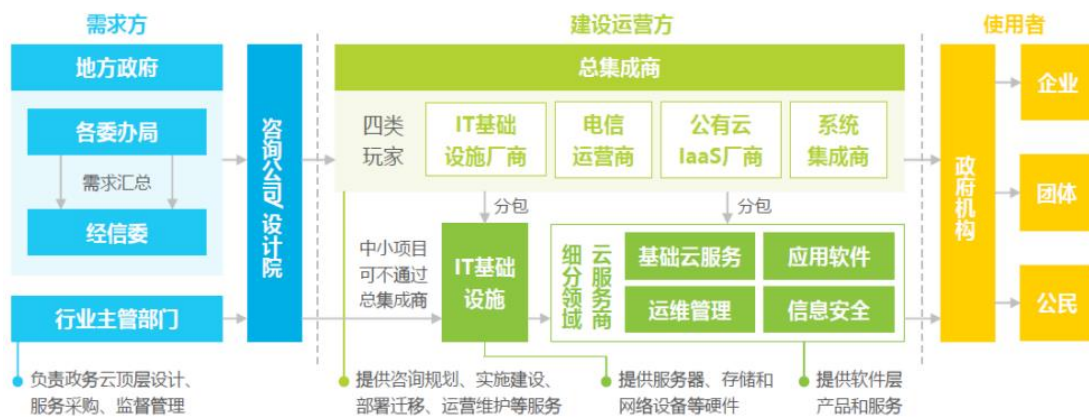 需求方
建设运营方
使用者
地方政府
各委办局
需求汇总
经信委
行业主管部门
咨询公司、设计院
总集成商
四类
玩家
IT基础
设施厂商
电信
运营商
公有云
IaaS厂商
系统
集成商
分包
分包
中小项目
可不通过
总集成商
IT基础
设施
云服务商
细分领域
基础云服务
应用软件
运维管理
信息安全
政府机构
企业
团体
公民
负责政务云顶层设计、
服务采购、监督管理
提供咨询规划、实施建设、
部署迁移、运营维护等服务
提供服务器、存储和
网络设备等硬件
提供软件层
产品和服务